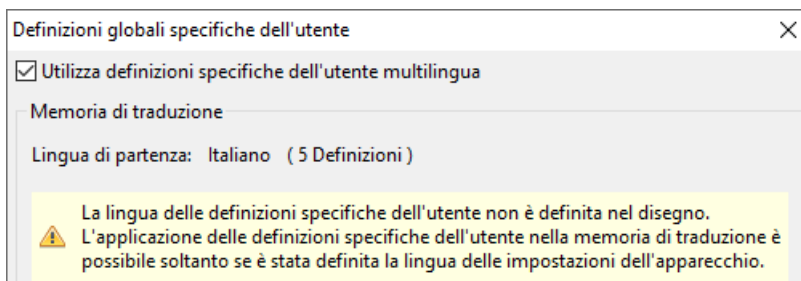 Definizioni globali specifiche dell'utente
Utilizza definizioni specifiche dell'utente multilingua
Memoria di traduzione
Lingua di partenza: Italiano ( 5 Definizioni )
La lingua delle definizioni specifiche dell'utente non è definita nel disegno.
L'applicazione delle definizioni specifiche dell'utente nella memoria di traduzione è
possibile soltanto se è stata definita la lingua delle impostazioni dell'apparecchio.